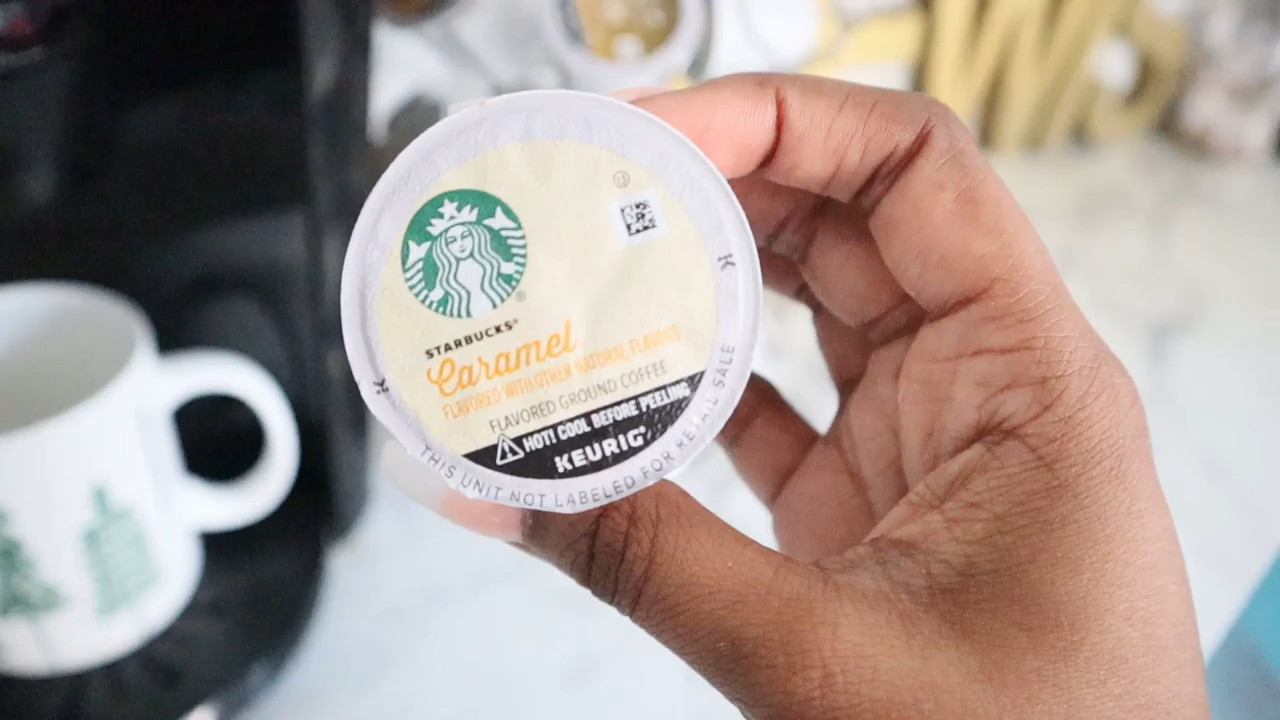 Ws
U
K
STARBUCKS®
Caramel
FLAVORED WITH OTHER NATURAL FLAVORS
FLAVORED GROUND COFFEE
HOT! COOL BEFORE PEELING
KEURIG®
K
THIS UNIT NOT LABELED FOR RETAIL SALE